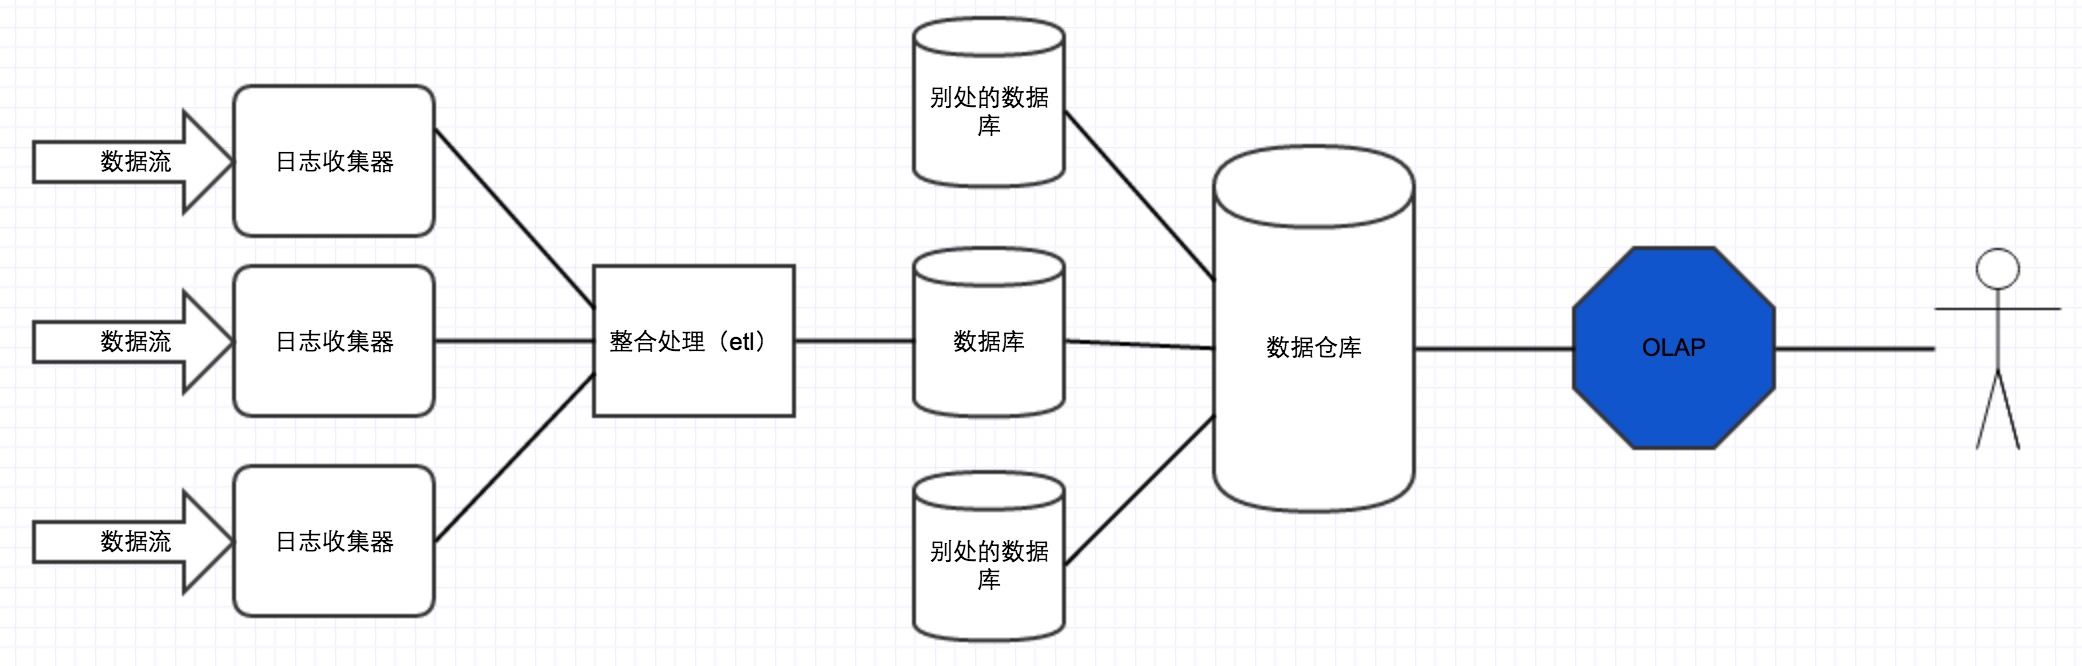 数据流
日志收集器
数据流
日志收集器
数据流
日志收集器
整合处理（etl）
别处的数据
库
数据库
别处的数据
库
数据仓库
OLAP